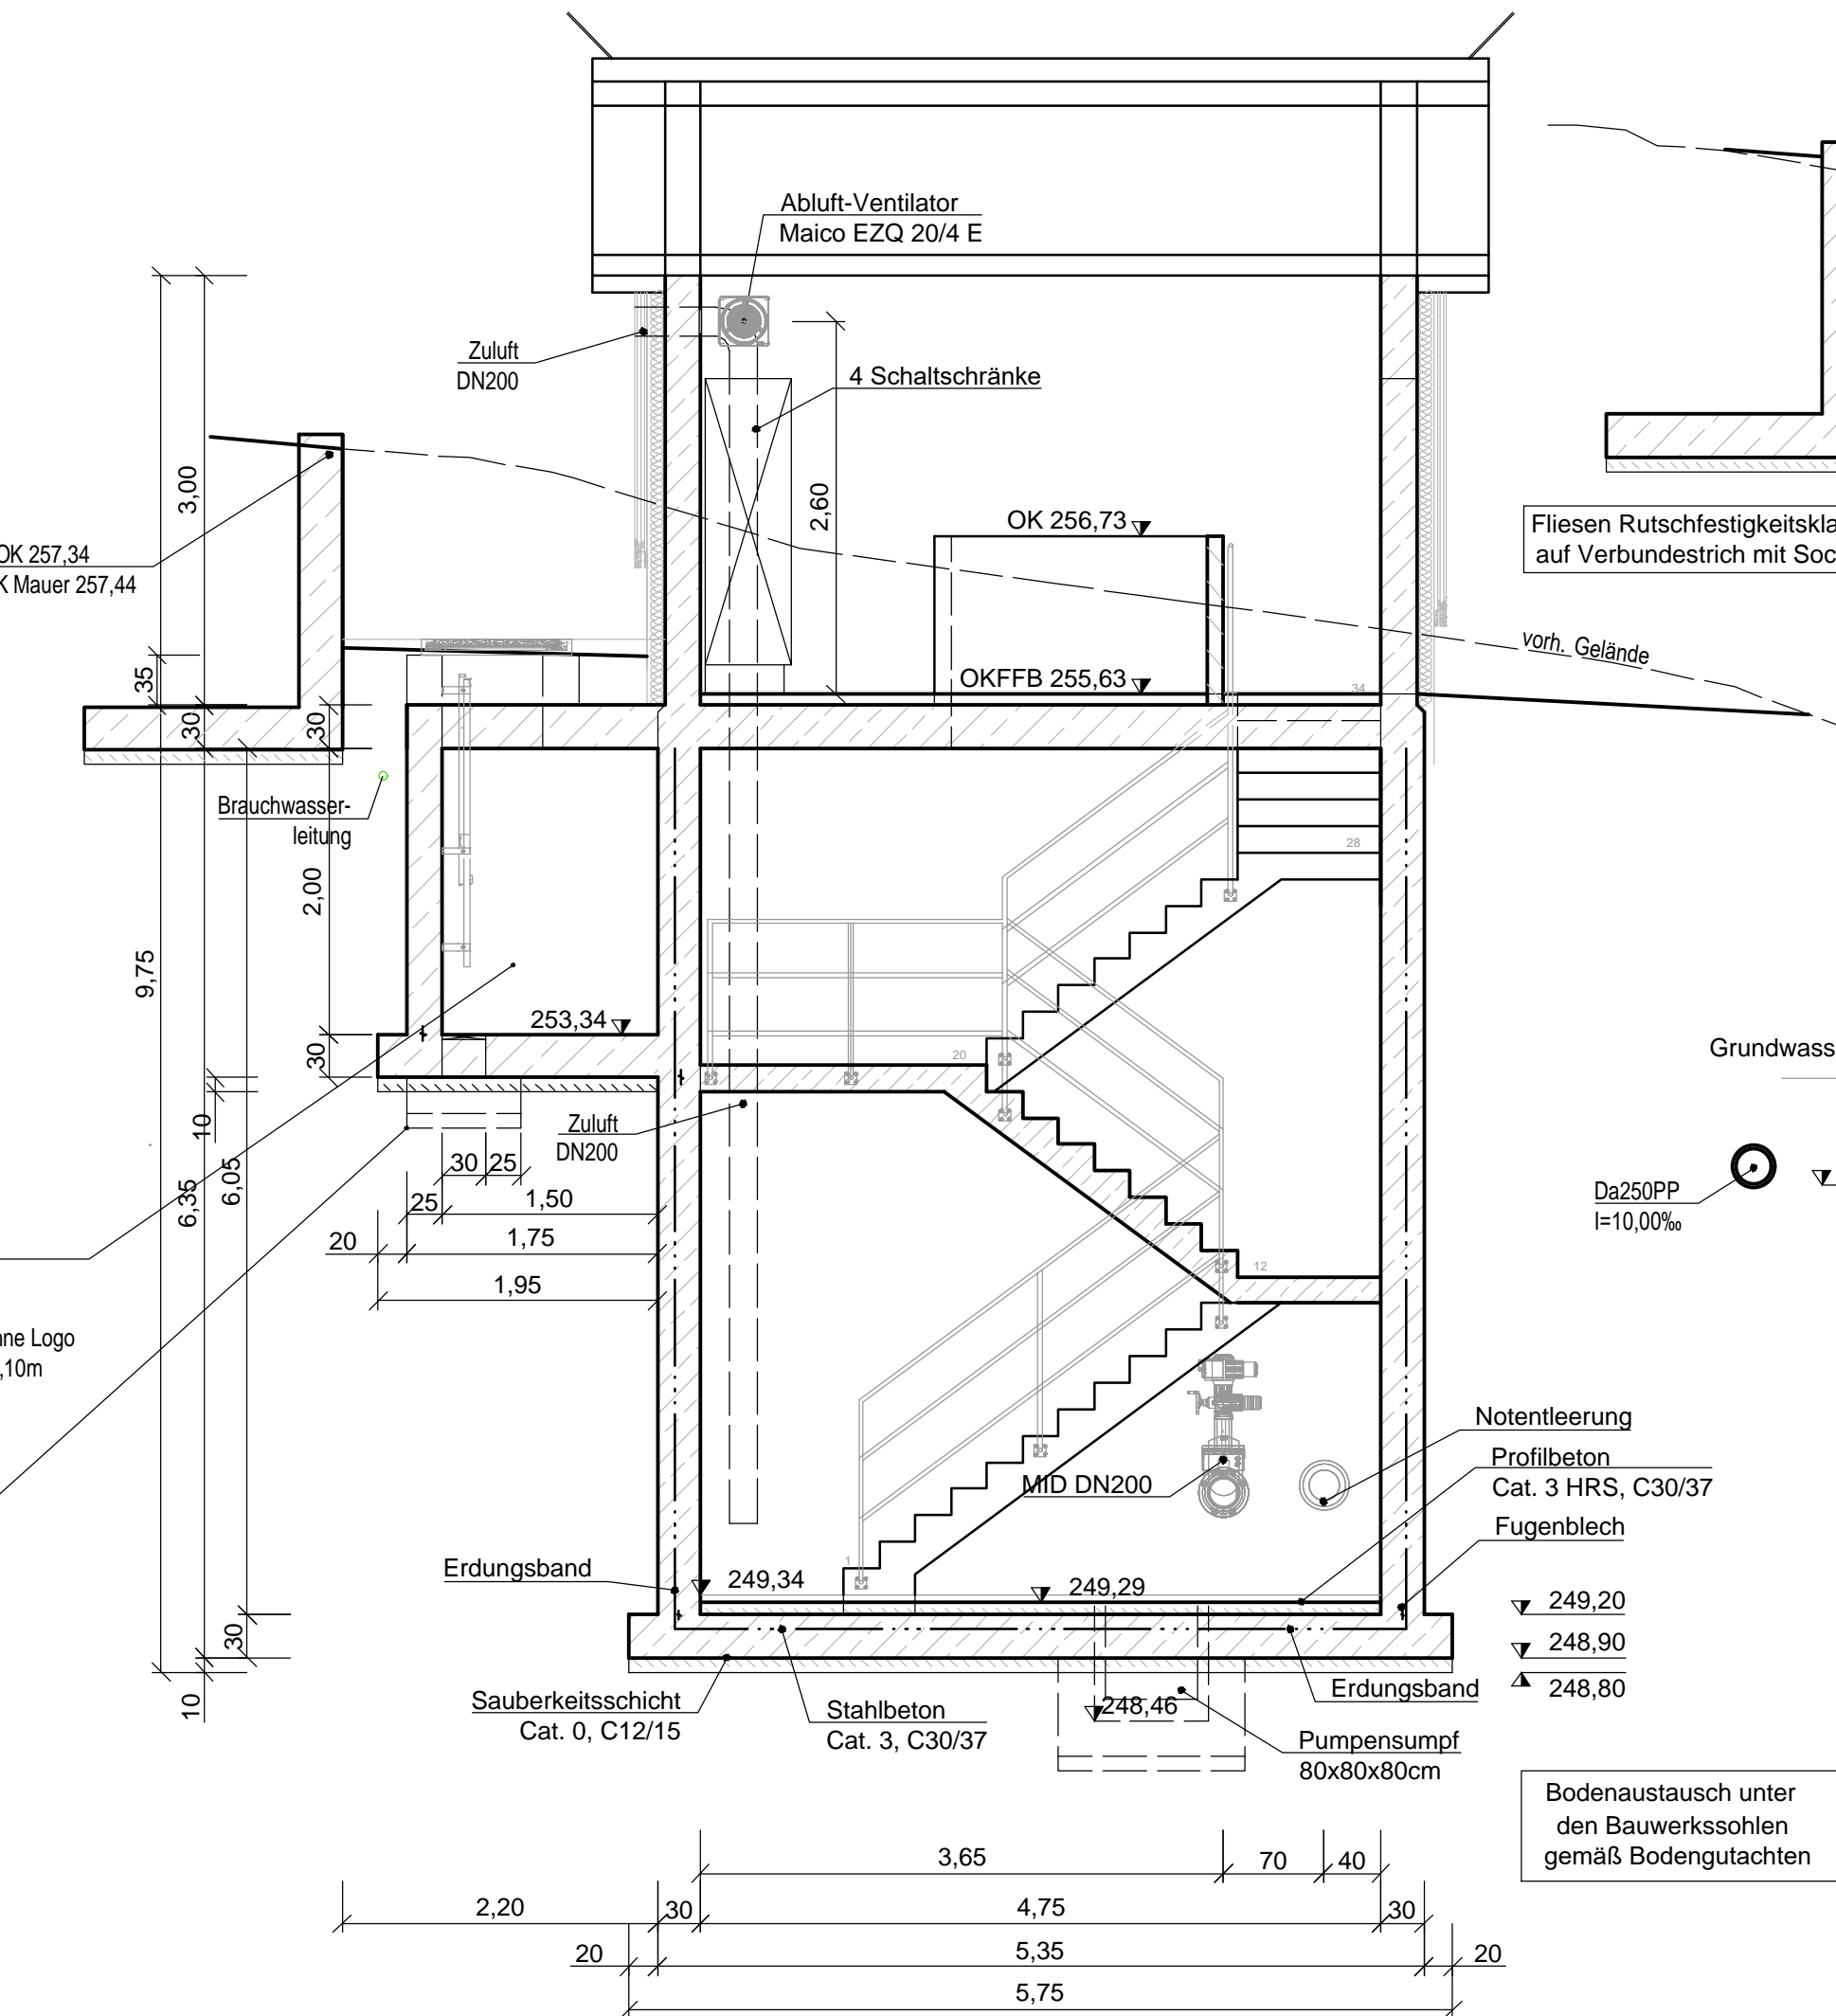 Abluft-Ventilator
Maico EZQ 20/4 E
Zuluft
DN200
4 Schaltschränke
3,00
2,60
OK 256,73
OK 257,34
Mauer 257,44
Fliesen
auf Verbundestrich mit
vorh. Gelände
35
OKFFB 255,63
34
30
30
Brauchwasser-
leitung
28
2,00
9,75
253,34
20
30
10
Zuluft
DN200
6,35
6,05
30
25
25
1,50
20
1,75
1,95
12
Da250PP
I=10,00‰
Logo
MID DN200
Notentleerung
Profilbeton
Cat. 3 HRS, C30/37
Fugenblech
Erdungsband
1
249,34
249,29
249,20
30
248,90
248,80
10
Sauberkeitsschicht
Cat. 0, C12/15
Stahlbeton
Cat. 3, C30/37
248,46
Erdungsband
Pumpensumpf
80x80x80cm
Bodenaustausch unter
den Bauwerkssohlen
gemäß Bodengutachten
3,65
70
40
2,20
30
4,75
30
20
5,35
20
5,75